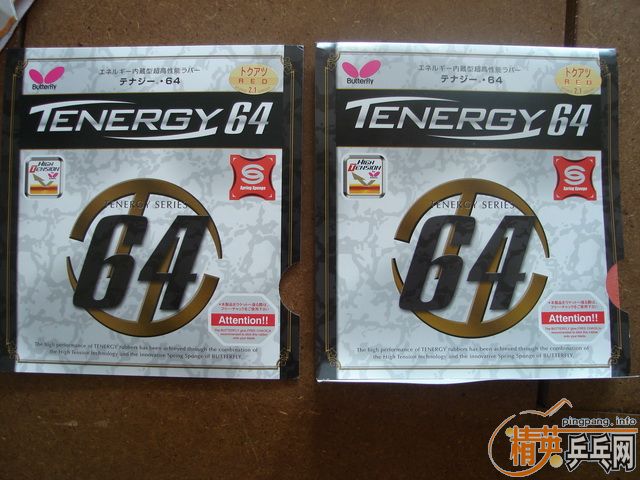 Butterfly
エネルギー内蔵型超高性能ラバー
テナジー・64
トクアツ
RED
2.1
TENERGY 64
HIGH TENSION
Spring Sponge
TENERGY SERIES
64
Attention!!
The high performance of TENERGY rubbers has been achieved through the combination of
the High Tension technology and the innovative Spring Sponge of BUTTERFLY.
Butterfly
エネルギー内蔵型超高性能ラバー
テナジー・64
トクアツ
RED
2.1
TENERGY 64
HIGH TENSION
Spring Sponge
TENERGY SERIES
64
Attention!!
The high performance of TENERGY rubbers has been achieved through the combination of
the High Tension technology and the innovative Spring Sponge of BUTTERFLY.
pingpang.info
精英乒乓网